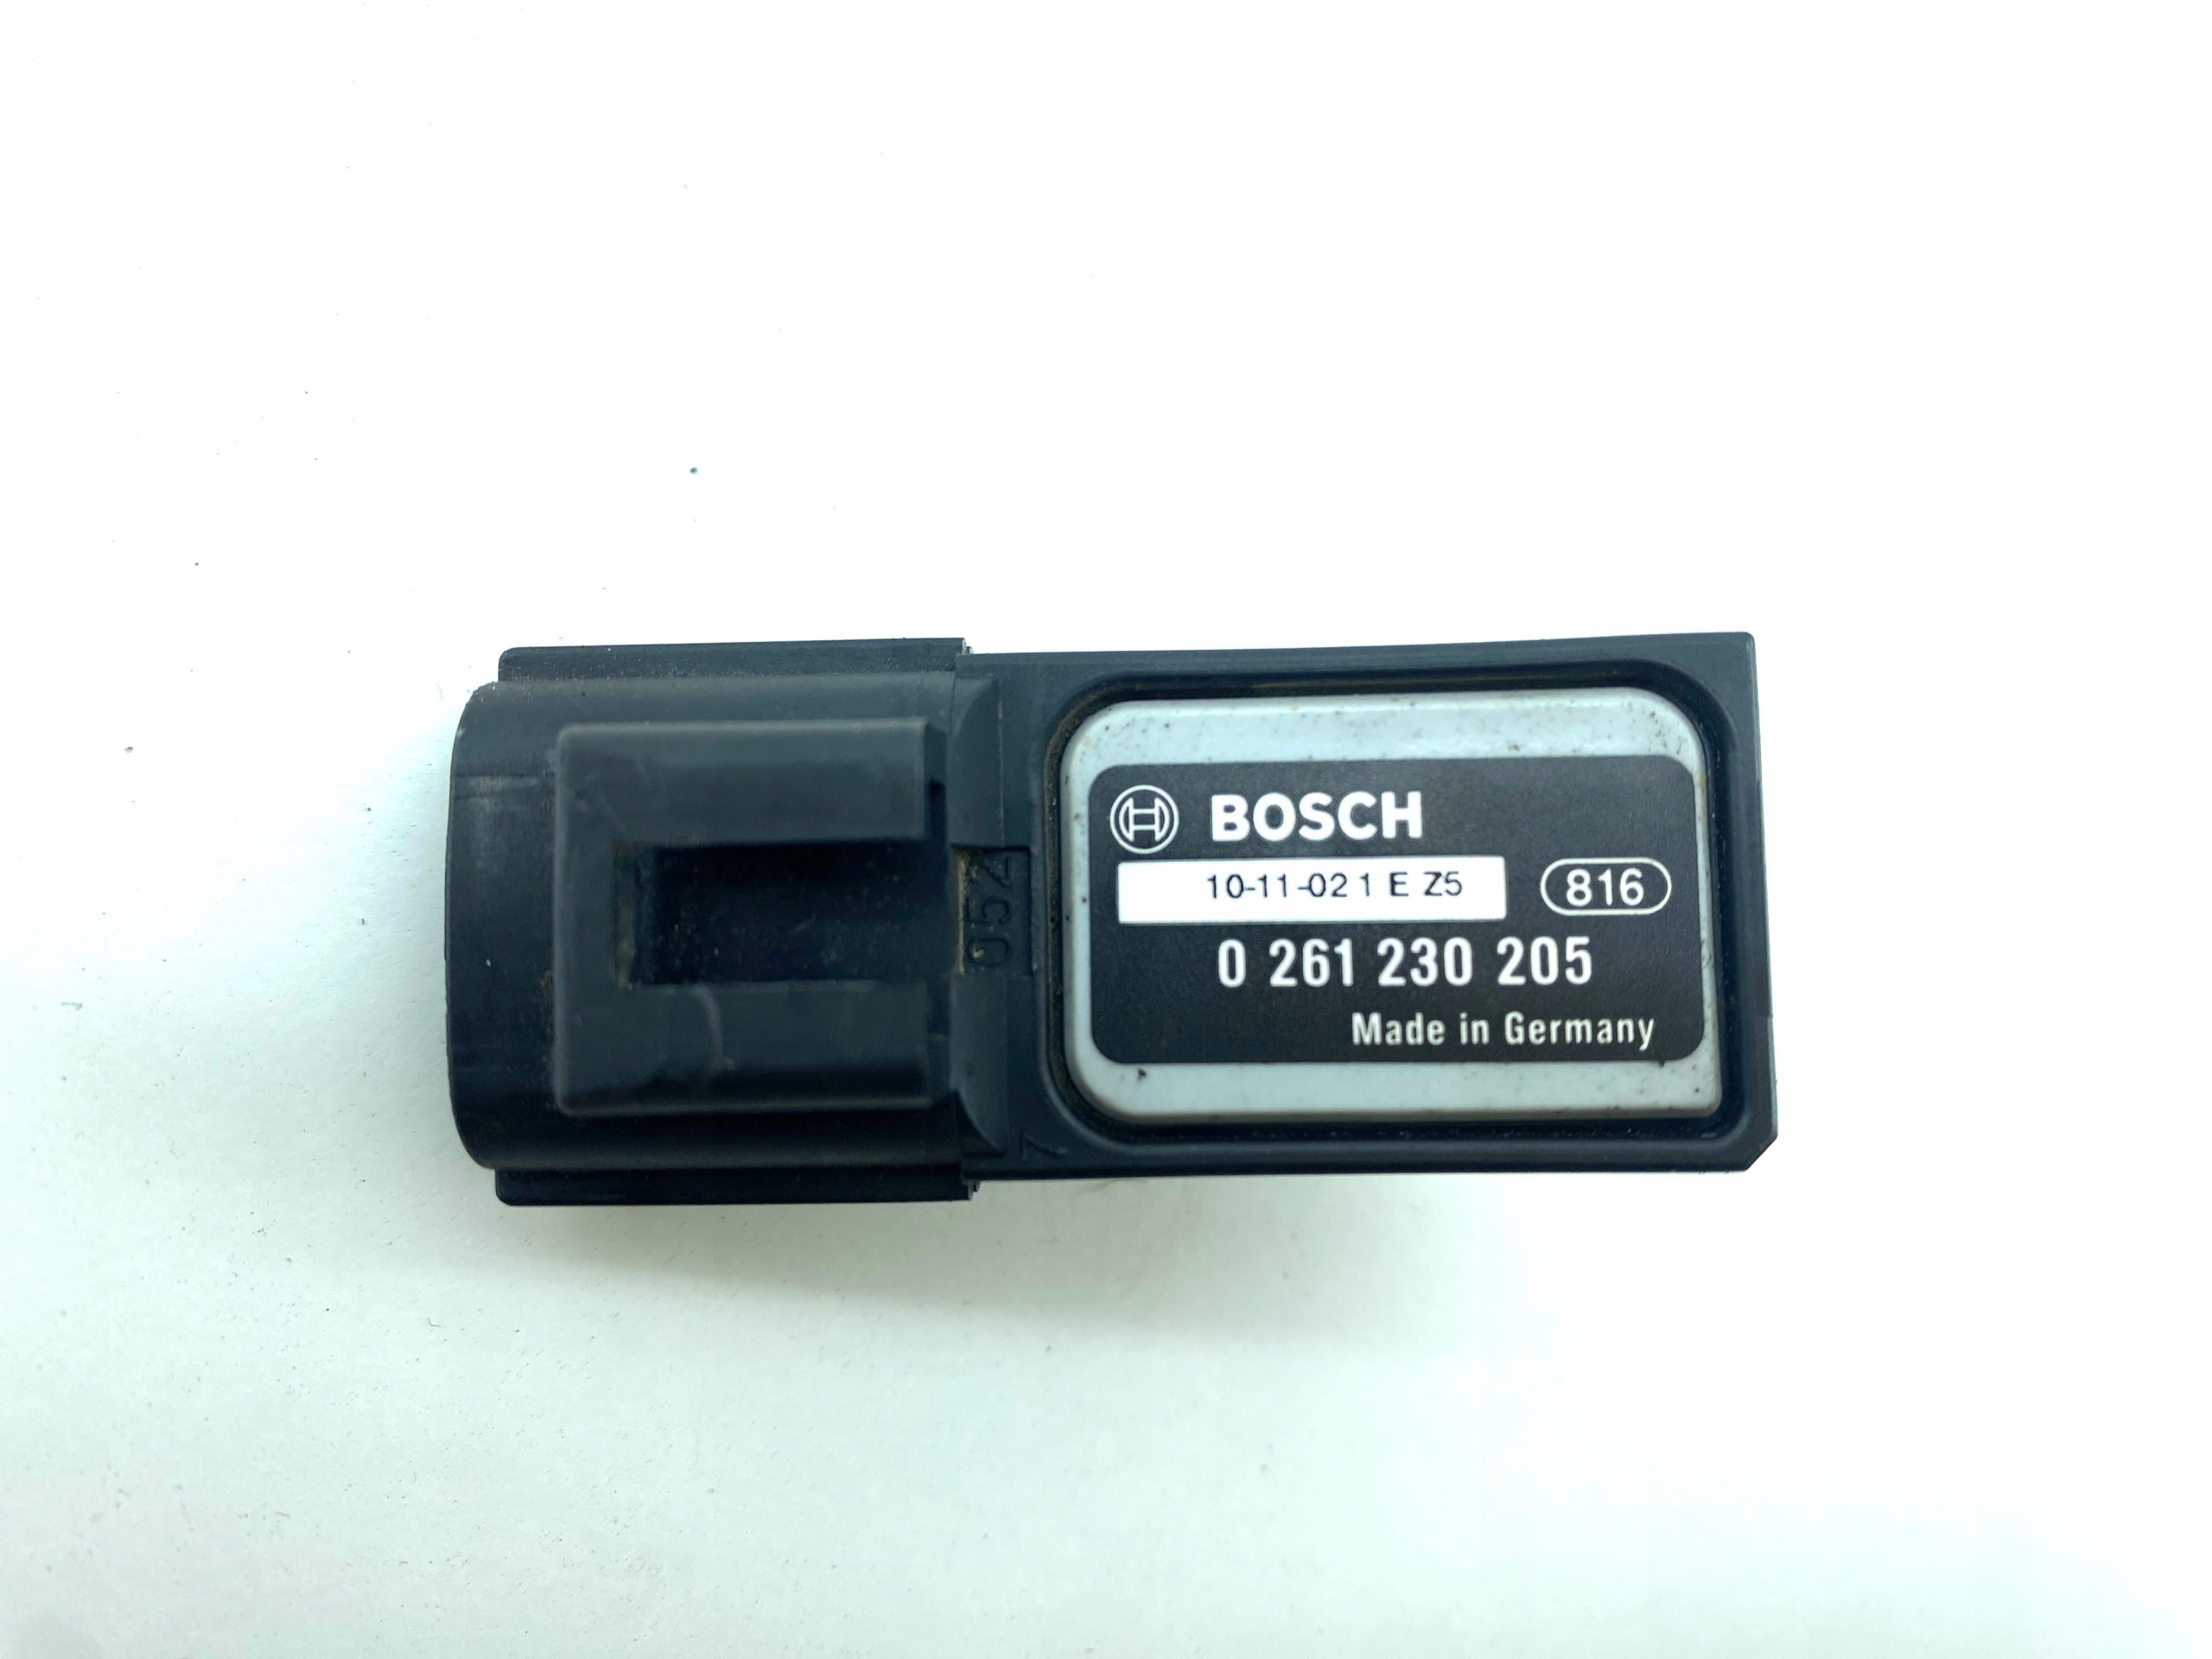 BOSCH
10-11-02 1 E Z5
816
0 261 230 205
Made in Germany
052